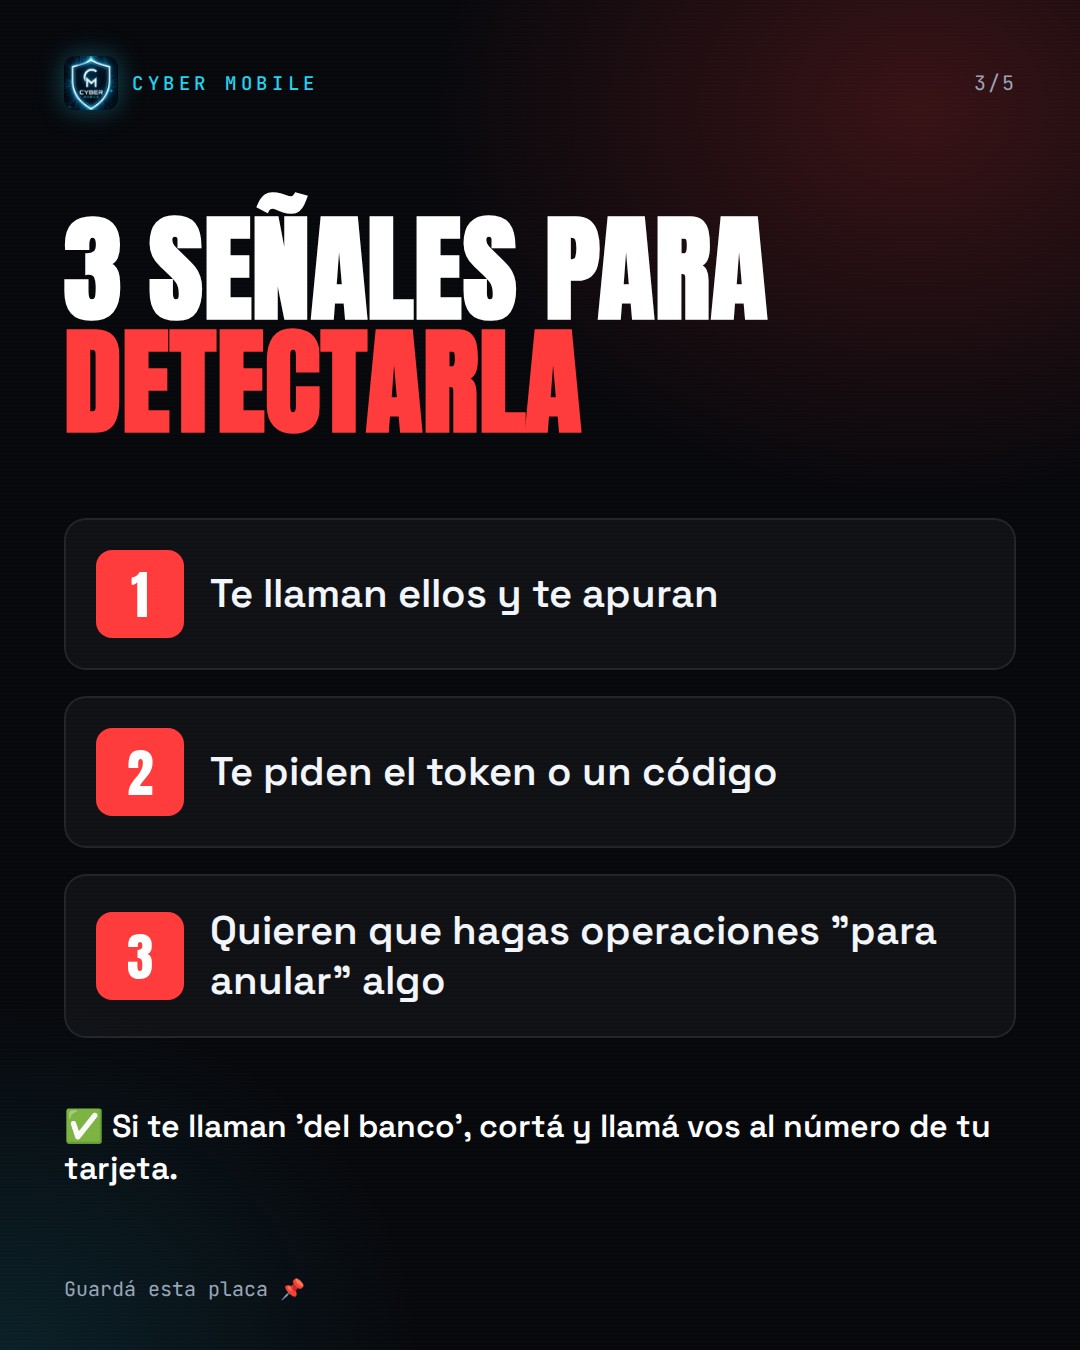 CYBER MOBILE
3/5
3 SEÑALES PARA
DETECTARLA
1 Te llaman ellos y te apuran
2 Te piden el token o un código
3 Quieren que hagas operaciones ”para
anular” algo
✅ Si te llaman ’del banco’, cortá y llamá vos al número de tu
tarjeta.
Guardá esta placa 📌